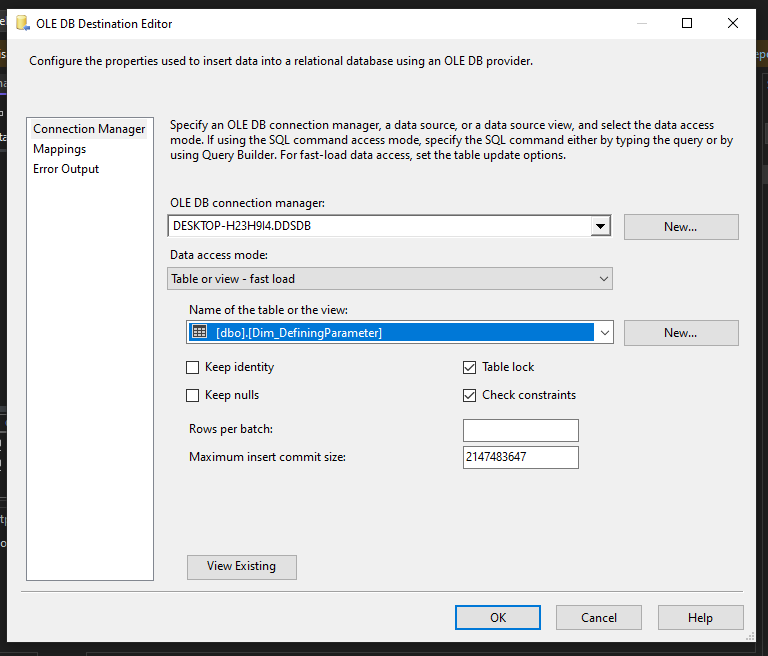 OLE DB Destination Editor
Configure the properties used to insert data into a relational database using an OLE DB provider.
Connection Manager
Mappings
Error Output
Specify an OLE DB connection manager, a data source, or a data source view, and select the data access
mode. If using the SQL command access mode, specify the SQL command either by typing the query or by
using Query Builder. For fast-load data access, set the table update options.
OLE DB connection manager:
DESKTOP-H23H9I4.DDSDB
New...
Data access mode:
Table or view - fast load
Name of the table or the view:
[dbo].[Dim_DefiningParameter]
New...
Keep identity
Table lock
Keep nulls
Check constraints
Rows per batch:
Maximum insert commit size:
2147483647
View Existing
OK
Cancel
Help